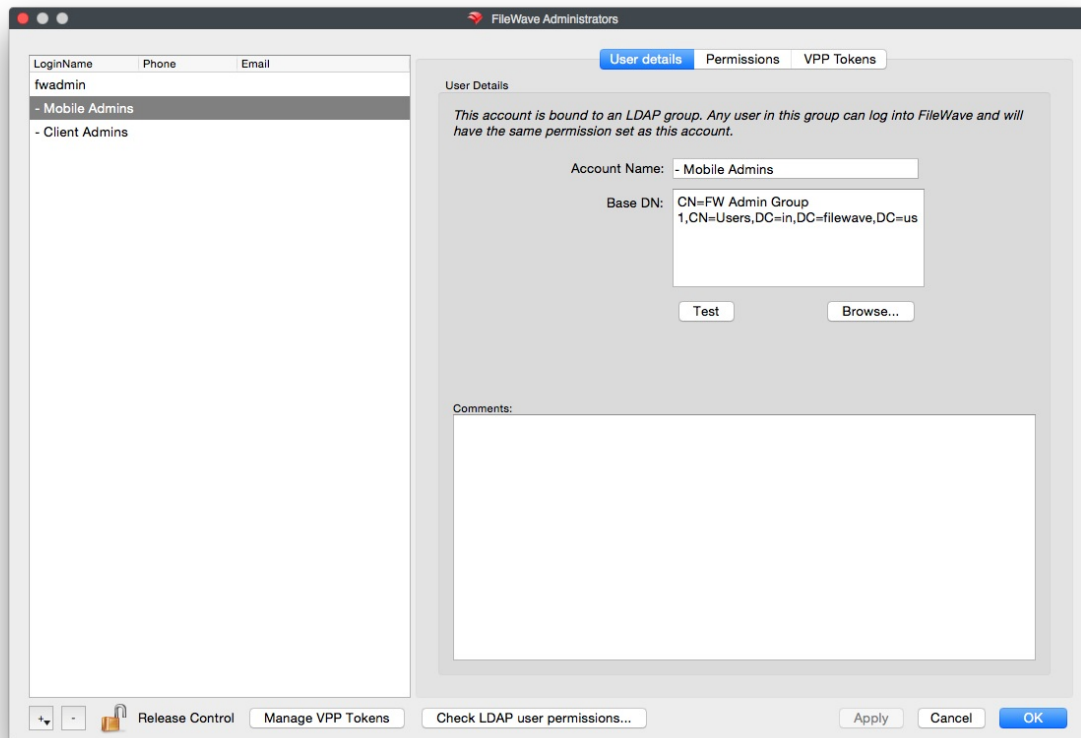 FileWave Administrators
LoginName Phone Email
fwadmin
- Mobile Admins
- Client Admins
User details Permissions VPP Tokens
User Details
This account is bound to an LDAP group. Any user in this group can log into FileWave and will
have the same permission set as this account.
Account Name: - Mobile Admins
Base DN: CN=FW Admin Group
1,CN=Users,DC=in,DC=filewave,DC=us
Test Browse...
Comments:
+ - Release Control Manage VPP Tokens Check LDAP user permissions... Apply Cancel OK